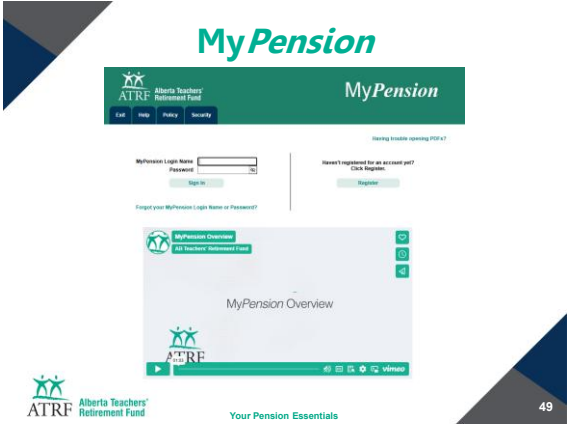 MyPension
ATRF Alberta Teachers'
Retirement Fund
MyPension
Exit Help Policy Security
Having trouble opening PDFs?
MyPension Login Name
Password
Sign In
Forgot your MyPension Login Name or Password?
Haven't registered for an account yet?
Click Register.
Register
MyPension Overview
AB Teachers' Retirement Fund
MyPension Overview
ATRF
vimeo
ATRF Alberta Teachers'
Retirement Fund
Your Pension Essentials
49